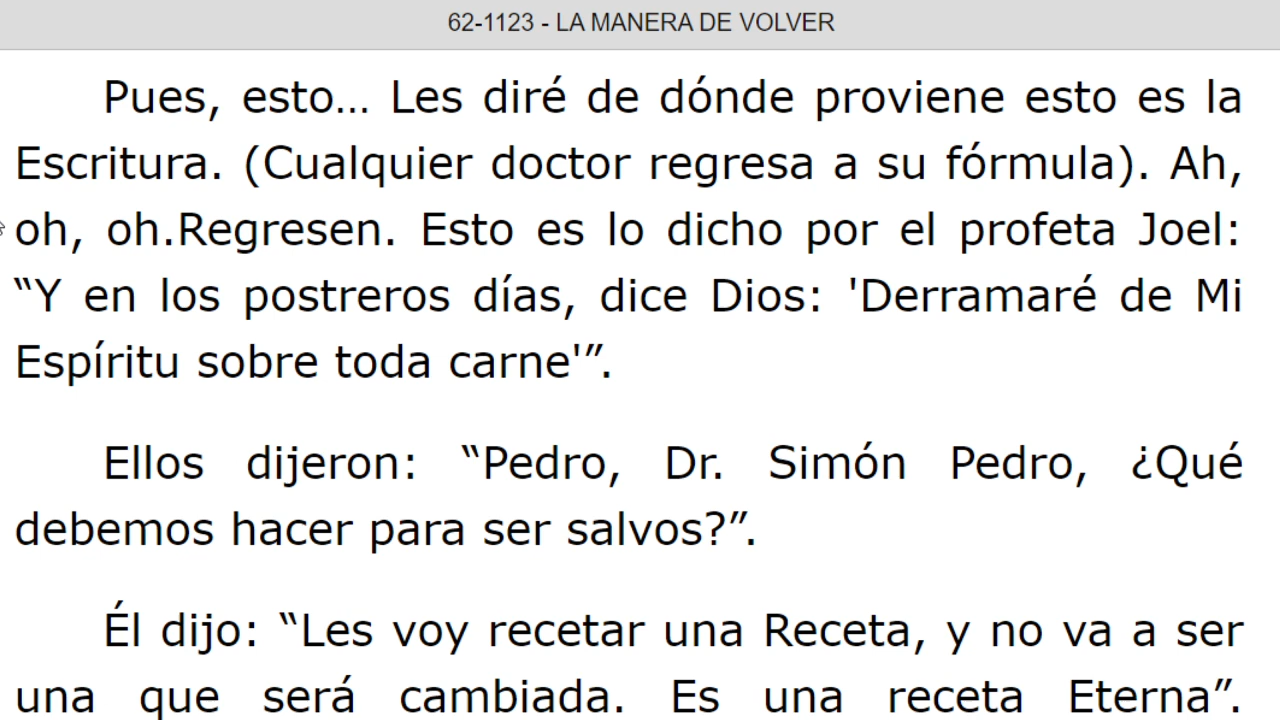 62-1123 - LA MANERA DE VOLVER
Pues, esto... Les diré de dónde proviene esto es la
Escritura. (Cualquier doctor regresa a su fórmula). Ah,
oh, oh.Regresen. Esto es lo dicho por el profeta Joel:
“Y en los postreros días, dice Dios: 'Derramaré de Mi
Espíritu sobre toda carne'”.
Ellos dijeron: “Pedro, Dr. Simón Pedro, ¿Qué
debemos hacer para ser salvos?”.
Él dijo: “Les voy recetar una Receta, y no va a ser
una que será cambiada. Es una receta Eterna”.